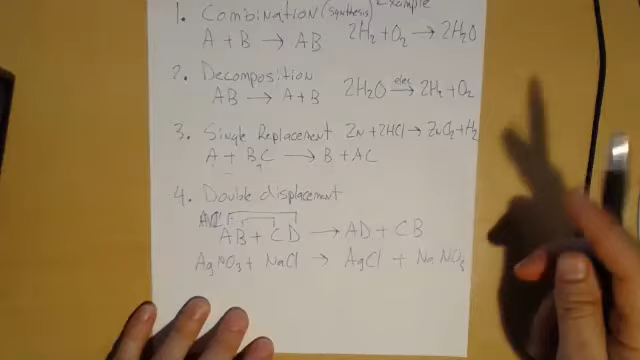 1. Combination (synthesis) Example
A + B → AB 2H₂ + O₂ → 2H₂O
2. Decomposition
AB → A + B 2H₂O elec→ 2H₂ + O₂
3. Single Replacement Zn + 2HCl → ZnCl₂ + H₂
A + BC → B + AC
4. Double displacement
AB + CD → AD + CB
AgNO₃ + NaCl → AgCl + NaNO₃